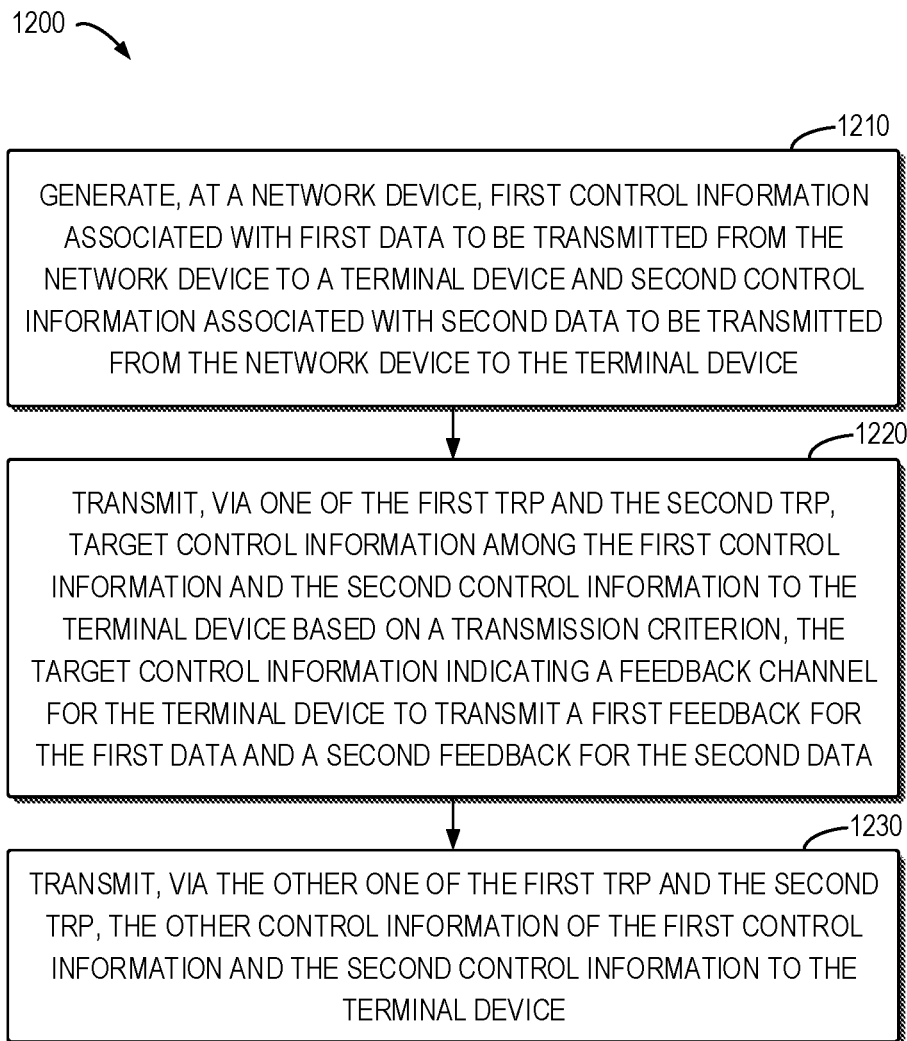 1200
1210
GENERATE, AT A NETWORK DEVICE, FIRST CONTROL INFORMATION
ASSOCIATED WITH FIRST DATA TO BE TRANSMITTED FROM THE
NETWORK DEVICE TO A TERMINAL DEVICE AND SECOND CONTROL
INFORMATION ASSOCIATED WITH SECOND DATA TO BE TRANSMITTED
FROM THE NETWORK DEVICE TO THE TERMINAL DEVICE
1220
TRANSMIT, VIA ONE OF THE FIRST TRP AND THE SECOND TRP,
TARGET CONTROL INFORMATION AMONG THE FIRST CONTROL
INFORMATION AND THE SECOND CONTROL INFORMATION TO THE
TERMINAL DEVICE BASED ON A TRANSMISSION CRITERION, THE
TARGET CONTROL INFORMATION INDICATING A FEEDBACK CHANNEL
FOR THE TERMINAL DEVICE TO TRANSMIT A FIRST FEEDBACK FOR
THE FIRST DATA AND A SECOND FEEDBACK FOR THE SECOND DATA
1230
TRANSMIT, VIA THE OTHER ONE OF THE FIRST TRP AND THE SECOND
TRP, THE OTHER CONTROL INFORMATION OF THE FIRST CONTROL
INFORMATION AND THE SECOND CONTROL INFORMATION TO THE
TERMINAL DEVICE